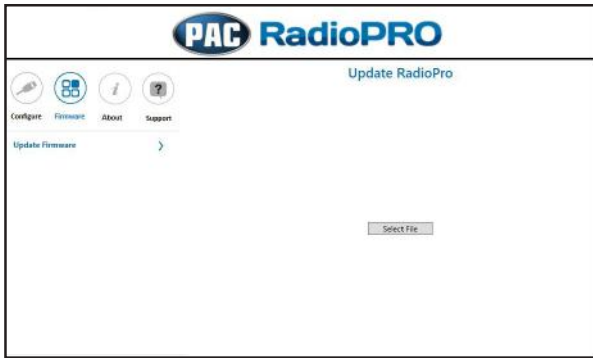 PAC RadioPRO
Update RadioPro
Configure Firmware About Support
Update Firmware
Select File